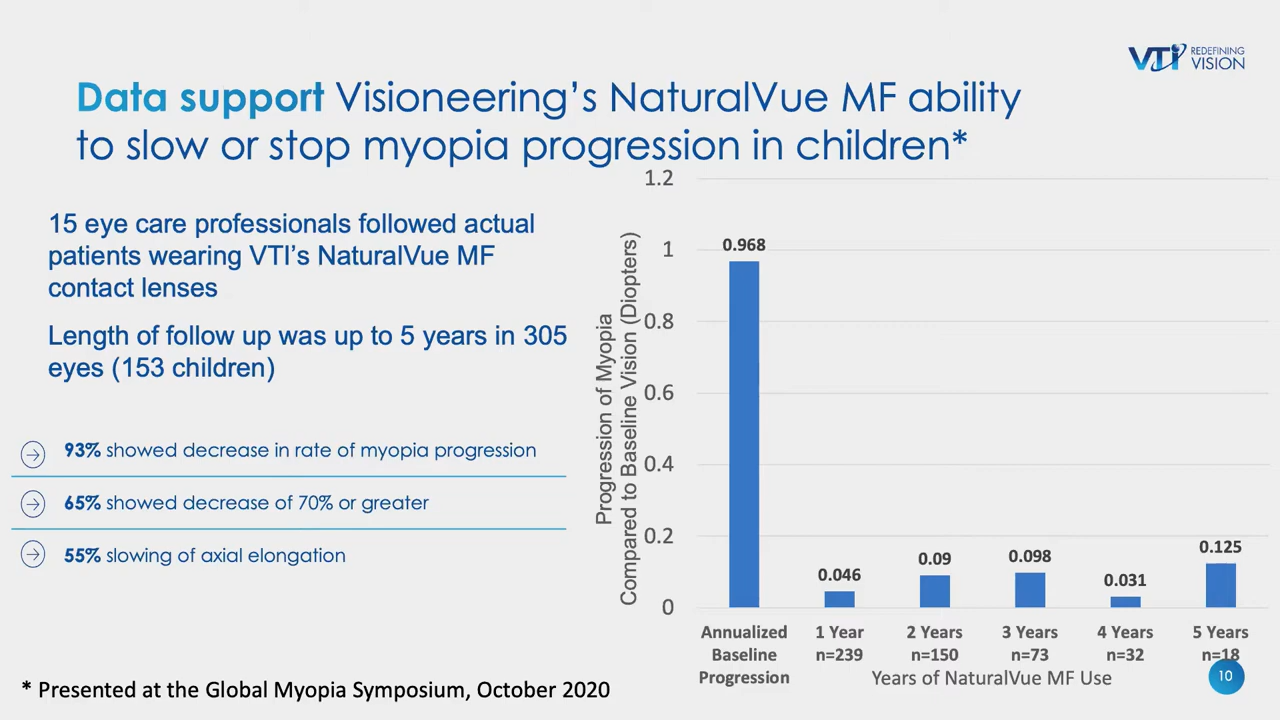 VTI REDEFINING
VISION
Data support Visioneering's NaturalVue MF ability
to slow or stop myopia progression in children*
15 eye care professionals followed actual
patients wearing VTI's NaturalVue MF
contact lenses
Length of follow up was up to 5 years in 305
eyes (153 children)
93% showed decrease in rate of myopia progression
65% showed decrease of 70% or greater
55% slowing of axial elongation
* Presented at the Global Myopia Symposium, October 2020
Progression of Myopia
Compared to Baseline Vision (Diopters)
1.2
1
0.8
0.6
0.4
0.2
0
0.968
0.046
0.09
0.098
0.031
0.125
Annualized
Baseline
Progression
1 Year
n=239
2 Years
n=150
3 Years
n=73
4 Years
n=32
5 Years
n=18
Years of NaturalVue MF Use
10